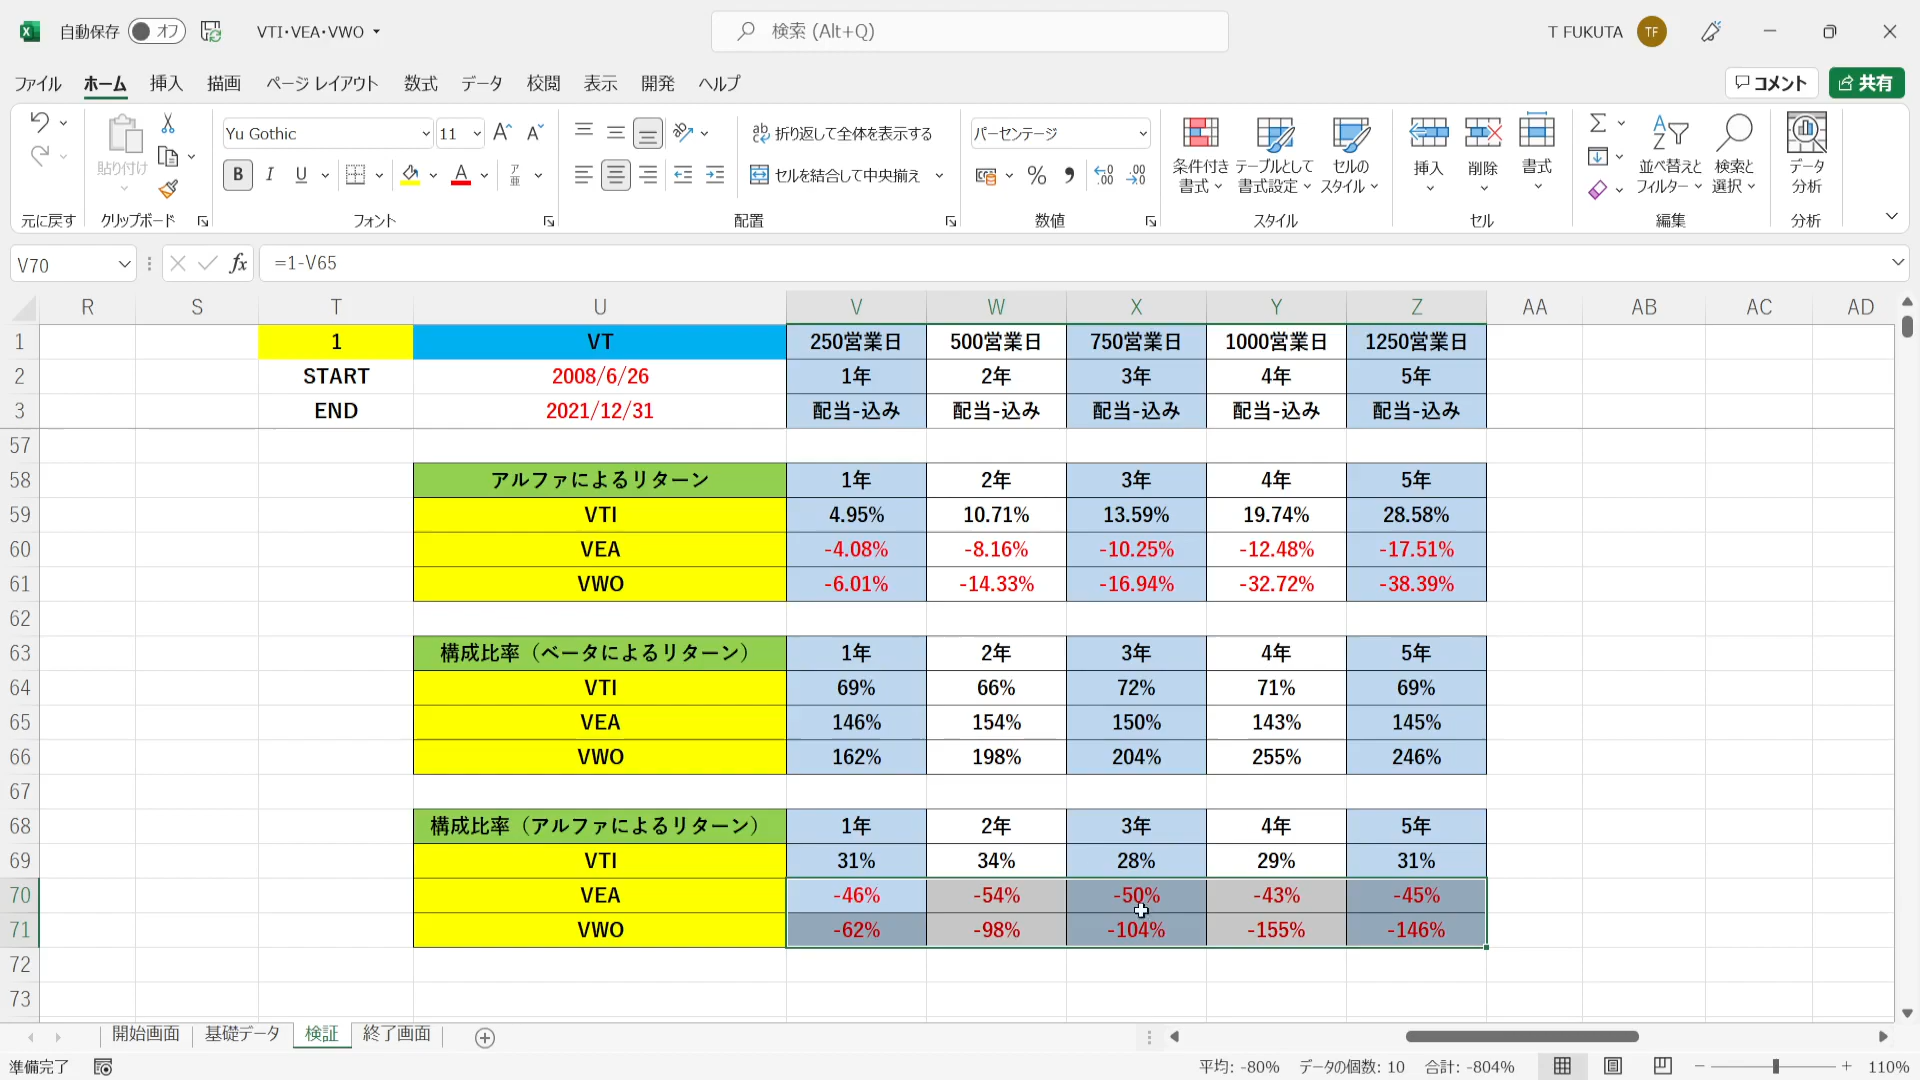 自動保存 オフ VTI・VEA・VWO 検索 (Alt+Q) T FUKUTA TF
ファイル ホーム 挿入 描画 ページ レイアウト 数式 データ 校閲 表示 開発 ヘルプ コメント 共有
Yu Gothic 11 折り返して全体を表示する パーセンテージ
貼り付け 条件付き書式 テーブルとして書式設定 セルのスタイル 挿入 削除 書式 並べ替えとフィルター 検索と選択 データ分析
B I U A セルを結合して中央揃え
元に戻す クリップボード フォント 配置 数値 スタイル セル 編集 分析
V70 fx =1-V65
R S T U V W X Y Z AA AB AC AD
1 1 VT 250営業日 500営業日 750営業日 1000営業日 1250営業日
2 START 2008/6/26 1年 2年 3年 4年 5年
3 END 2021/12/31 配当-込み 配当-込み 配当-込み 配当-込み 配当-込み
57
58 アルファによるリターン 1年 2年 3年 4年 5年
59 VTI 4.95% 10.71% 13.59% 19.74% 28.58%
60 VEA -4.08% -8.16% -10.25% -12.48% -17.51%
61 VWO -6.01% -14.33% -16.94% -32.72% -38.39%
62
63 構成比率（ベータによるリターン） 1年 2年 3年 4年 5年
64 VTI 69% 66% 72% 71% 69%
65 VEA 146% 154% 150% 143% 145%
66 VWO 162% 198% 204% 255% 246%
67
68 構成比率（アルファによるリターン） 1年 2年 3年 4年 5年
69 VTI 31% 34% 28% 29% 31%
70 VEA -46% -54% -50% -43% -45%
71 VWO -62% -98% -104% -155% -146%
72
73
開始画面 基礎データ 検証 終了画面
準備完了 平均: -80% データの個数: 10 合計: -804% 110%